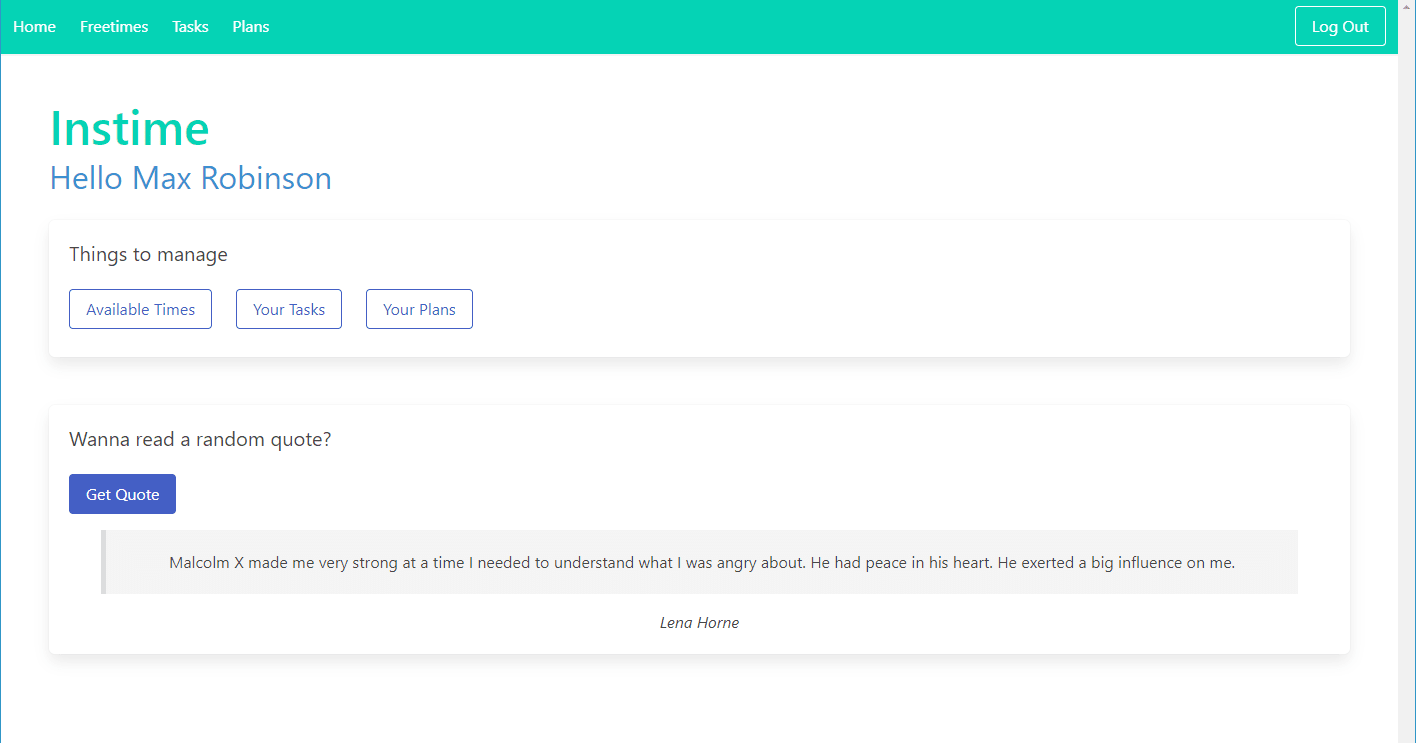 Home Freetimes Tasks Plans Log Out
Instime
Hello Max Robinson
Things to manage
Available Times Your Tasks Your Plans
Wanna read a random quote?
Get Quote
Malcolm X made me very strong at a time I needed to understand what I was angry about. He had peace in his heart. He exerted a big influence on me.
Lena Horne